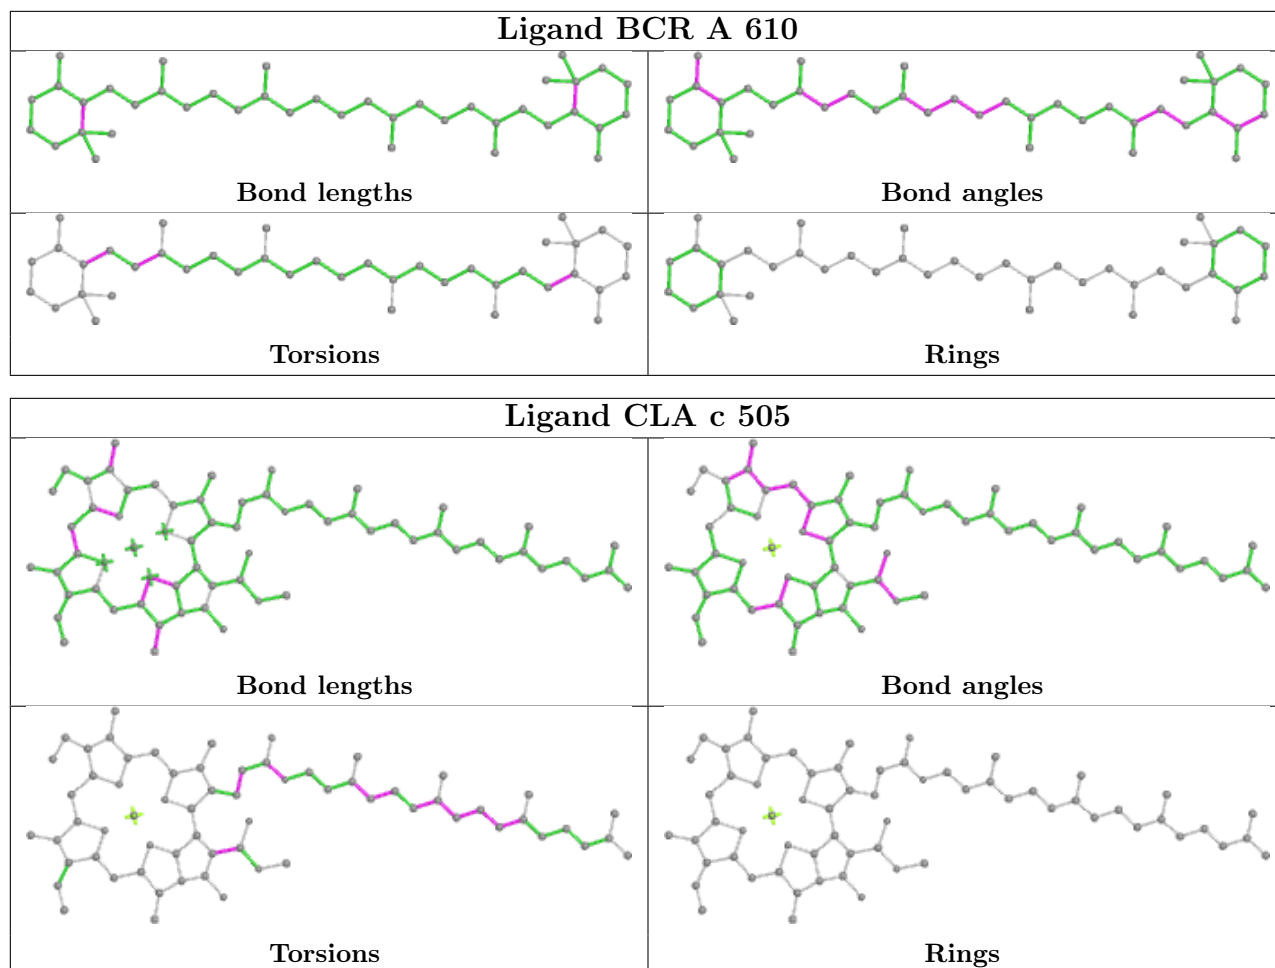 Ligand BCR A 610
Bond lengths
Bond angles
Torsions
Rings
Ligand CLA c 505
Bond lengths
Bond angles
Torsions
Rings